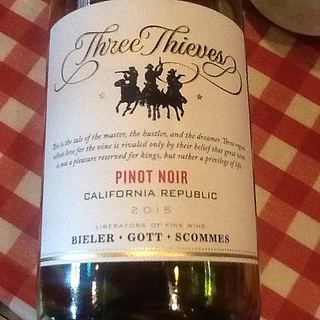 Three Thieves
This is the tale of the master, the hustler, and the dreamer. Three rogues
whose love for the wine is rivaled only by their belief that great wine
is not a pleasure reserved for kings, but rather a privilege of life.
PINOT NOIR
CALIFORNIA REPUBLIC
2015
LIBERATORS OF FINE WINE
BIELER · GOTT · SCOMMES